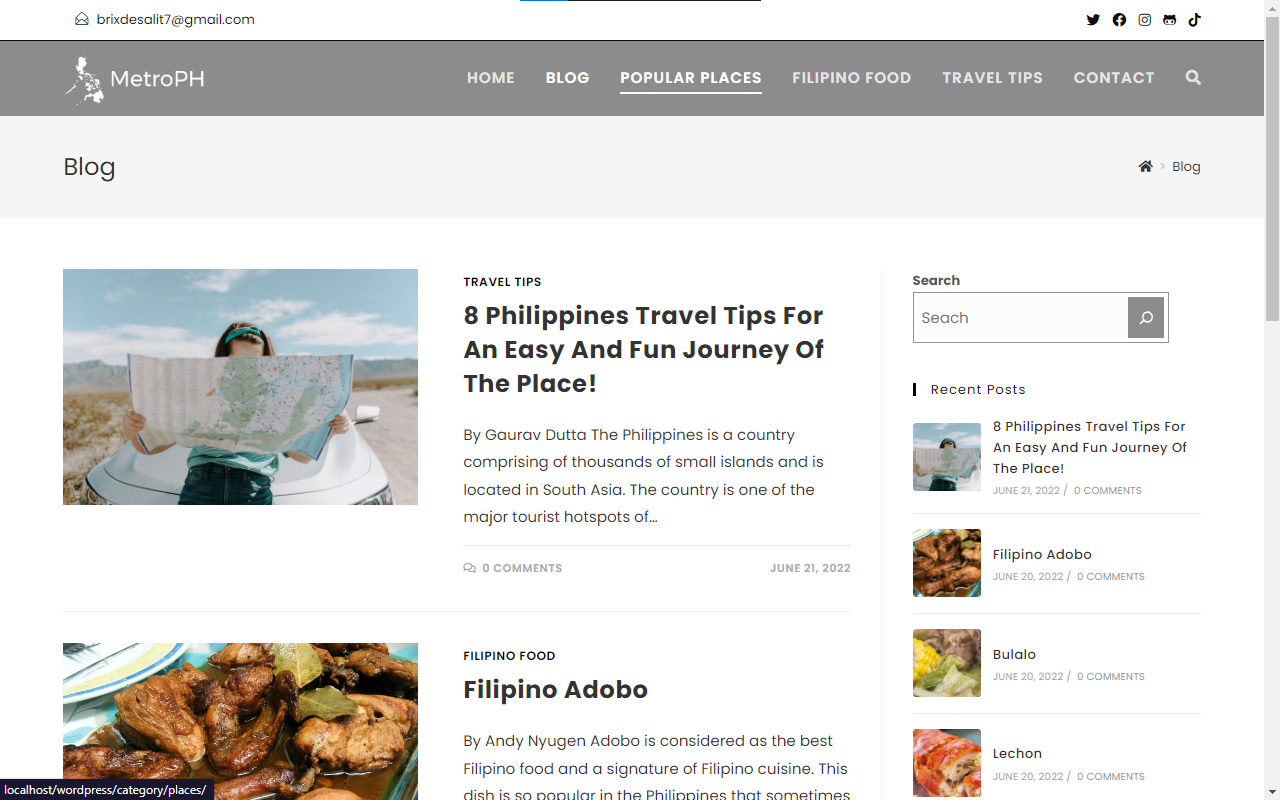 brixdesalit7@gmail.com
MetroPH
HOME
BLOG
POPULAR PLACES
FILIPINO FOOD
TRAVEL TIPS
CONTACT
Blog
> Blog
TRAVEL TIPS
8 Philippines Travel Tips For
An Easy And Fun Journey Of
The Place!
By Gaurav Dutta The Philippines is a country
comprising of thousands of small islands and is
located in South Asia. The country is one of the
major tourist hotspots of…
0 COMMENTS
JUNE 21, 2022
FILIPINO FOOD
Filipino Adobo
By Andy Nyugen Adobo is considered as the best
Filipino food and a signature of Filipino cuisine. This
dish is so popular in the Philippines that sometimes
Search
Seach
Recent Posts
8 Philippines Travel Tips For
An Easy And Fun Journey Of
The Place!
JUNE 21, 2022 / 0 COMMENTS
Filipino Adobo
JUNE 20, 2022 / 0 COMMENTS
Bulalo
JUNE 20, 2022 / 0 COMMENTS
Lechon
JUNE 20, 2022 / 0 COMMENTS
localhost/wordpress/category/places/